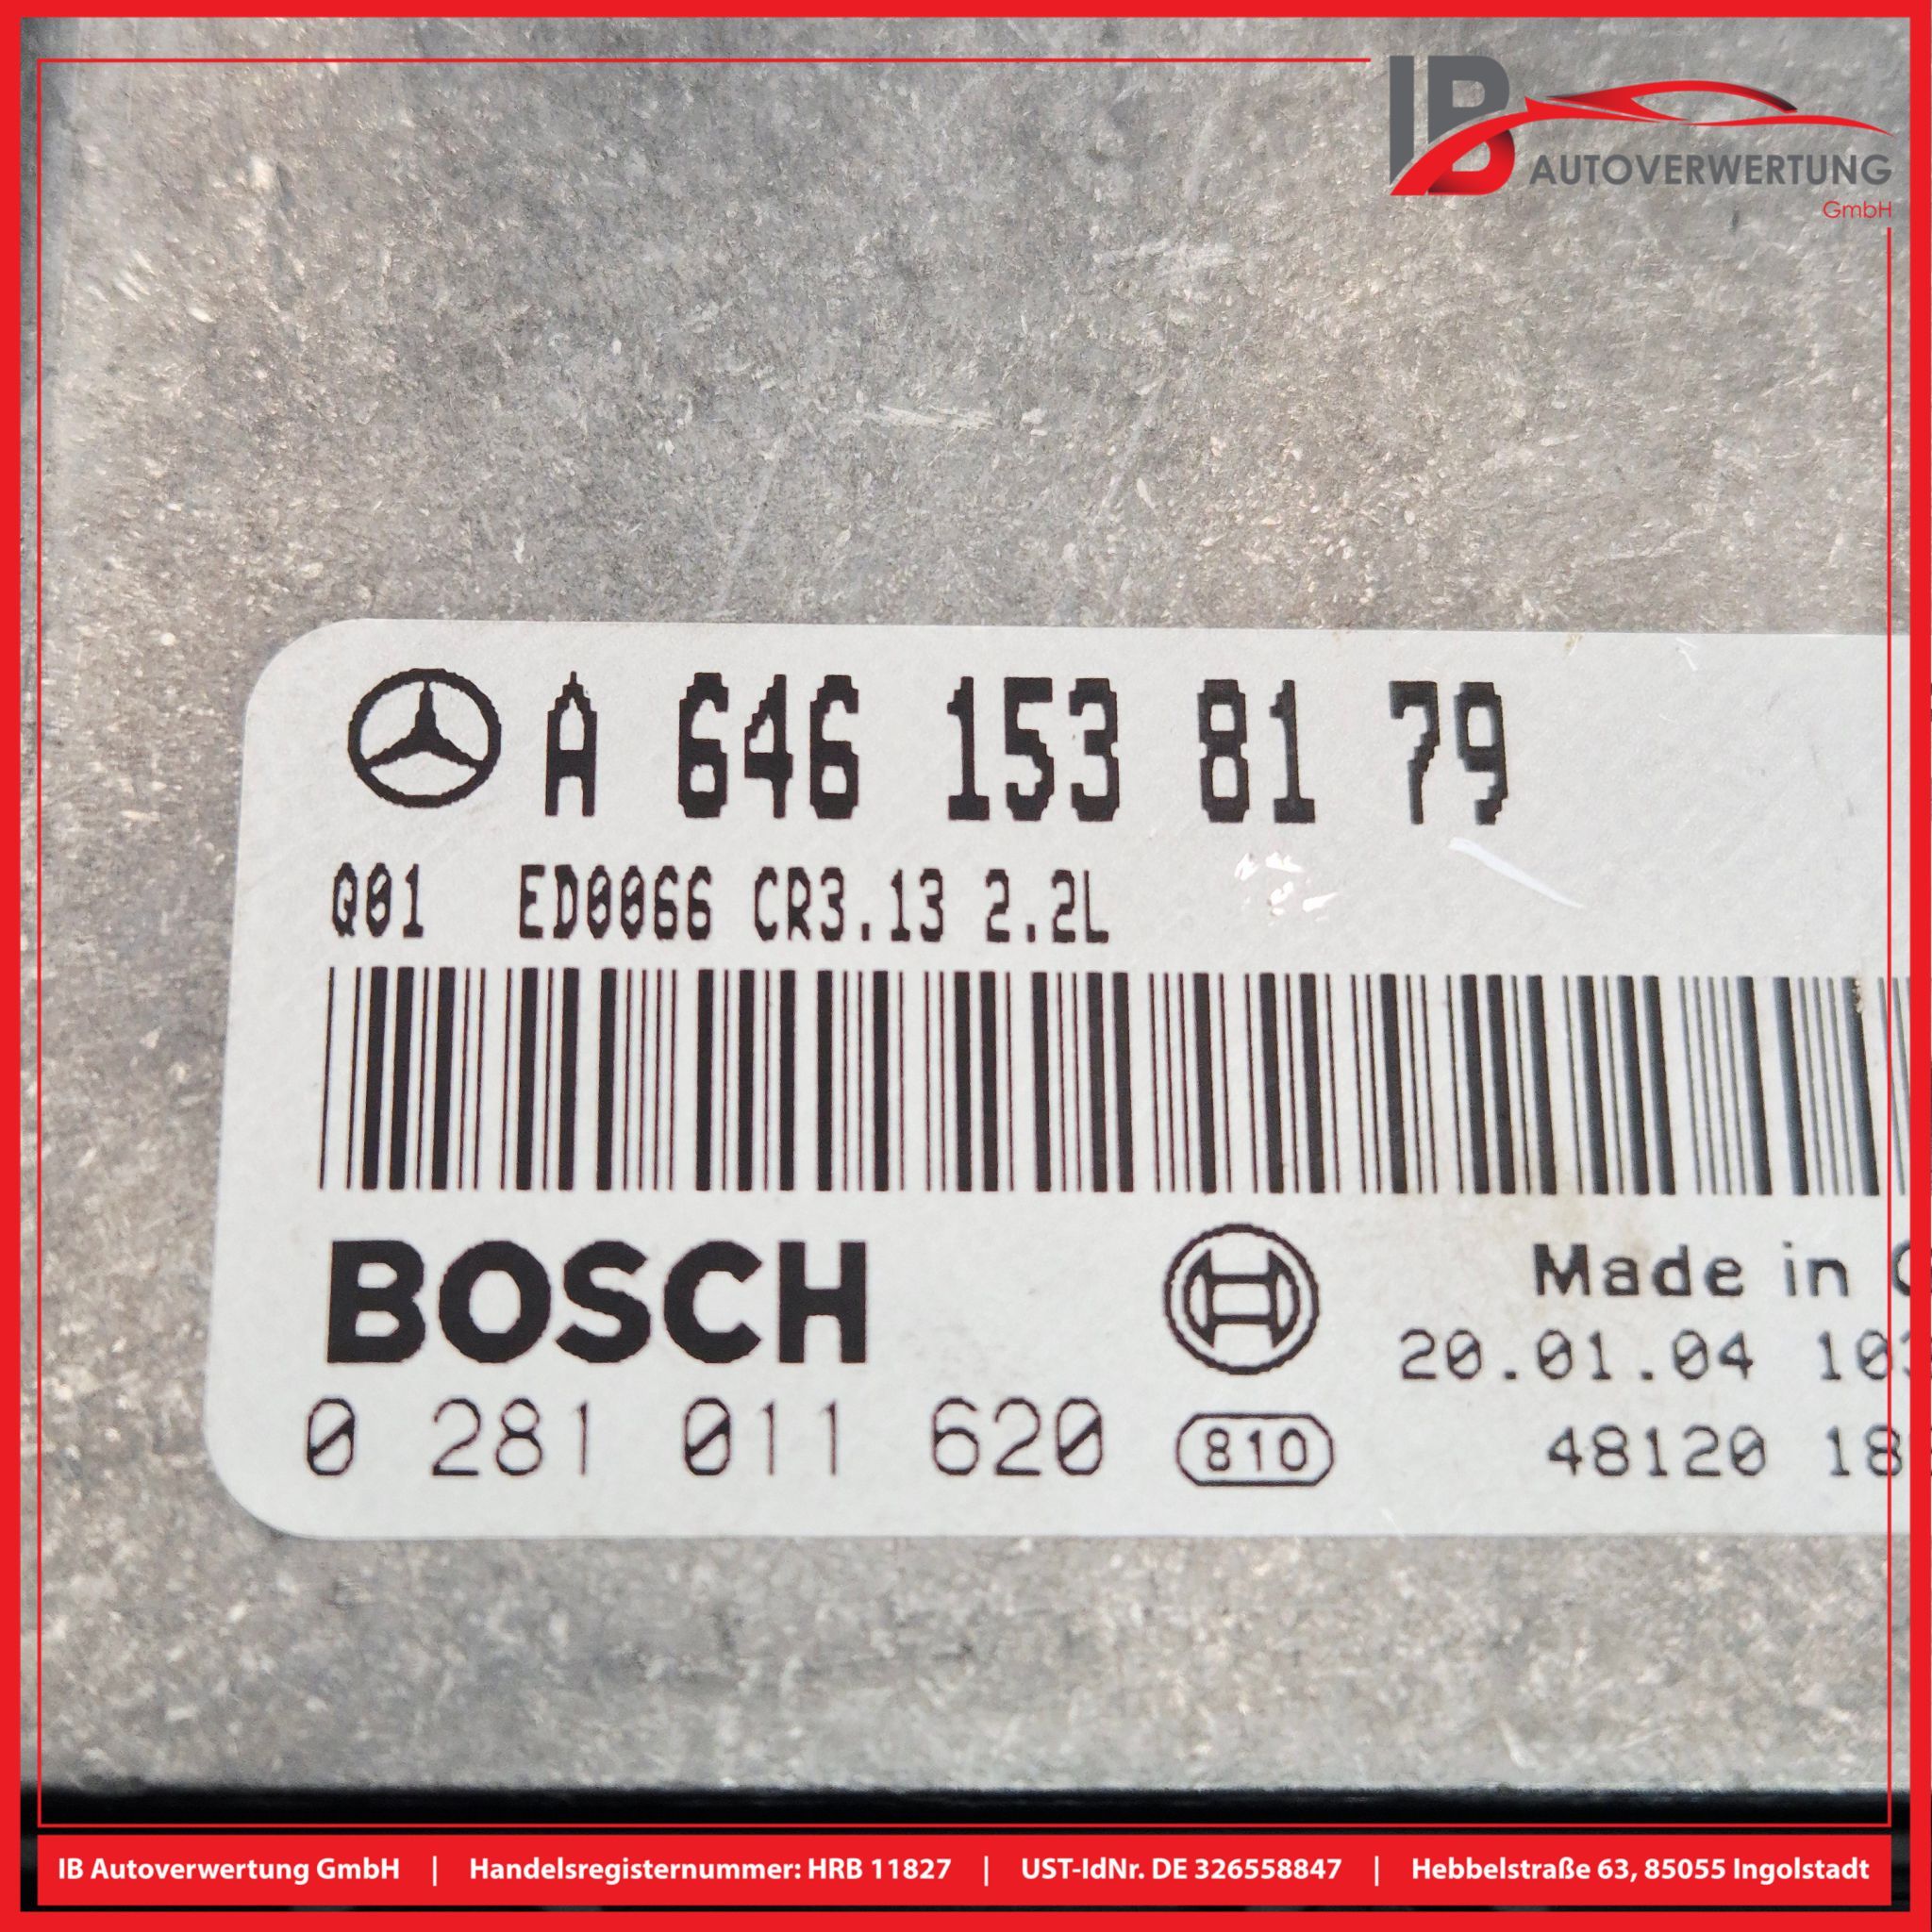 IB
AUTOVERWERTUNG
GmbH
A 646 153 81 79
Q01 ED0066 CR3.13 2.2L
BOSCH
Made in
0 281 011 620
810
20.01.04 10
48120 18
IB Autoverwertung GmbH | Handelsregisternummer: HRB 11827 | UST-IdNr. DE 326558847 | Hebbelstraße 63, 85055 Ingolstadt